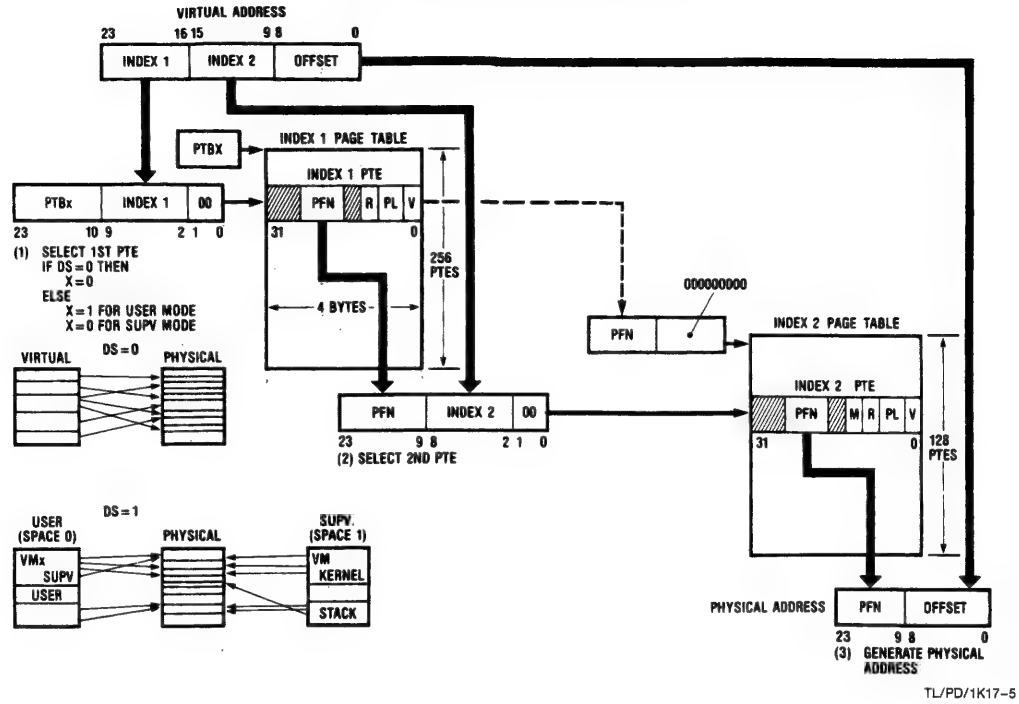 VIRTUAL ADDRESS
23 16 15 9 8 0
INDEX 1 INDEX 2 OFFSET
PTBX
INDEX 1 PAGE TABLE
INDEX 1 PTE
PFN R PL V
31 0
256
PTES
4 BYTES
PTBx INDEX 1 00
23 10 9 2 1 0
(1) SELECT 1ST PTE
IF DS=0 THEN
X=0
ELSE
X=1 FOR USER MODE
X=0 FOR SUPV MODE
000000000
PFN
INDEX 2 PAGE TABLE
INDEX 2 PTE
PFN M R PL V
31 0
128
PTES
DS=0
VIRTUAL PHYSICAL
PFN INDEX 2 00
23 9 8 2 1 0
(2) SELECT 2ND PTE
DS=1
USER
(SPACE 0)
PHYSICAL
SUPV.
(SPACE 1)
VMx
SUPV
USER
VM
KERNEL
STACK
PHYSICAL ADDRESS PFN OFFSET
23 9 8 0
(3) GENERATE PHYSICAL
ADDRESS
TL/PD/1K17-5